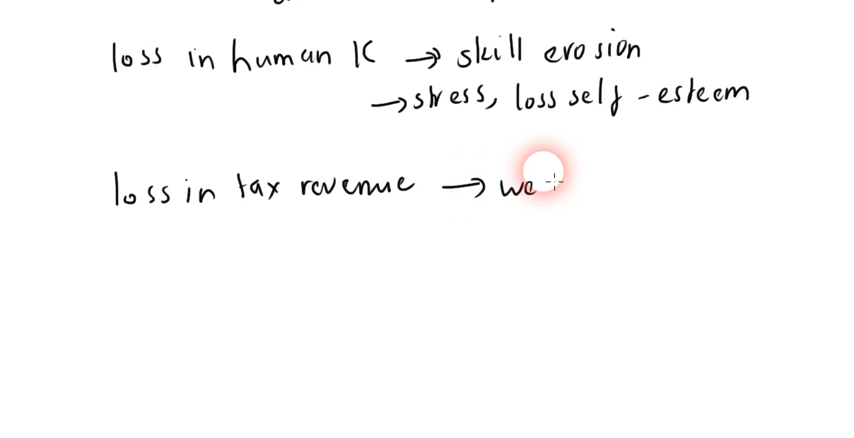 loss in human K → skill erosion
→ stress, loss self-esteem
loss in tax revenue → we